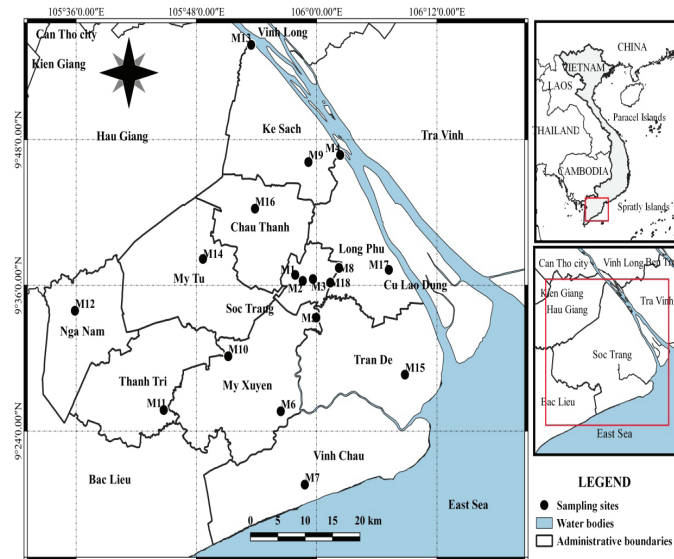 105°36'0.00"E
105°48'0.00"E
106°0'0.00"E
106°12'0.00"E
Can Tho city
M13
Vinh Long
Kien Giang
Hau Giang
Ke Sach
Tra Vinh
9°48'0.00"N
M9
M4
M16
Chau Thanh
M14
My Tu
Long Phu
M1
M8
M17
M2
M3
M18
Cu Lao Dung
9°36'0.00"N
Soc Trang
M12
Nga Nam
M5
M10
Tran De
M15
Thanh Tri
My Xuyen
M11
M6
9°24'0.00"N
Vinh Chau
Bac Lieu
M7
East Sea
0 5 10 15 20 km
CHINA
VIETNAM
LAOS
Paracel Islands
THAILAND
CAMBODIA
Spratly Islands
Can Tho city
Vinh Long
Ben Tre
Kien Giang
Hau Giang
Tra Vinh
Soc Trang
Bac Lieu
East Sea
LEGEND
Sampling sites
Water bodies
Administrative boundaries